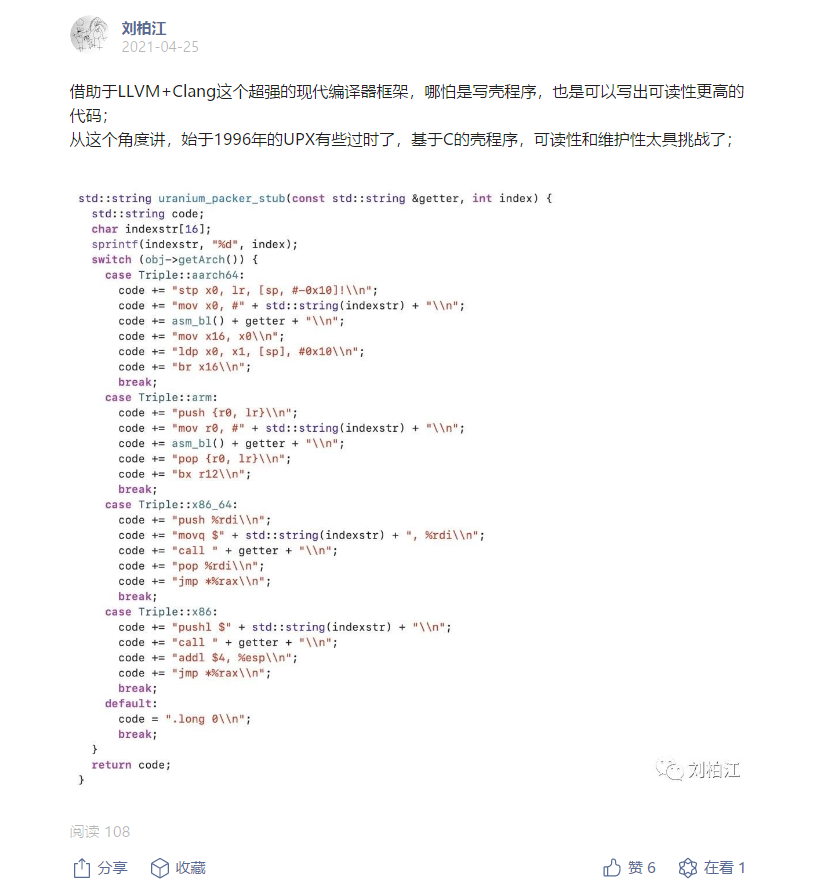 刘柏江
2021-04-25
借助于LLVM+Clang这个超强的现代编译器框架，哪怕是写壳程序，也是可以写出可读性更高的
代码；
从这个角度讲，始于1996年的UPX有些过时了，基于C的壳程序，可读性和维护性太具挑战了；
std::string uranium_packer_stub(const std::string &getter, int index) {
  std::string code;
  char indexstr[16];
  sprintf(indexstr, "%d", index);
  switch (obj->getArch()) {
    case Triple::aarch64:
      code += "stp x0, lr, [sp, #-0x10]!\\n";
      code += "mov x0, #" + std::string(indexstr) + "\\n";
      code += asm_bl() + getter + "\\n";
      code += "mov x16, x0\\n";
      code += "ldp x0, x1, [sp], #0x10\\n";
      code += "br x16\\n";
      break;
    case Triple::arm:
      code += "push {r0, lr}\\n";
      code += "mov r0, #" + std::string(indexstr) + "\\n";
      code += asm_bl() + getter + "\\n";
      code += "pop {r0, lr}\\n";
      code += "bx r12\\n";
      break;
    case Triple::x86_64:
      code += "push %rdi\\n";
      code += "movq $" + std::string(indexstr) + ", %rdi\\n";
      code += "call " + getter + "\\n";
      code += "pop %rdi\\n";
      code += "jmp *%rax\\n";
      break;
    case Triple::x86:
      code += "pushl $" + std::string(indexstr) + "\\n";
      code += "call " + getter + "\\n";
      code += "addl $4, %esp\\n";
      code += "jmp *%rax\\n";
      break;
    default:
      code = ".long 0\\n";
      break;
  }
  return code;
}
刘柏江
阅读 108
分享 收藏 赞 6 在看 1